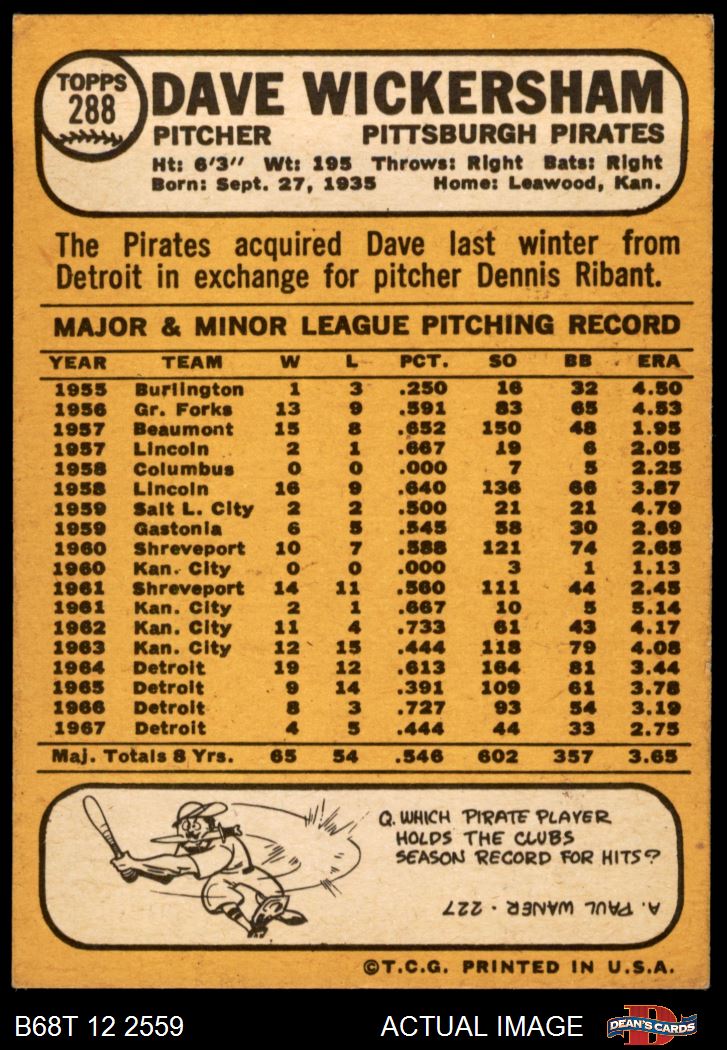 TOPPS
288
DAVE WICKERSHAM
PITCHER PITTSBURGH PIRATES
Ht: 6'3" Wt: 195 Throws: Right Bats: Right
Born: Sept. 27, 1935 Home: Leawood, Kan.
The Pirates acquired Dave last winter from
Detroit in exchange for pitcher Dennis Ribant.
MAJOR & MINOR LEAGUE PITCHING RECORD
YEAR TEAM W L PCT. SO BB ERA
1955 Burlington 1 3 .250 16 32 4.50
1956 Gr. Forks 13 9 .591 83 65 4.53
1957 Beaumont 15 8 .652 150 48 1.95
1957 Lincoln 2 1 .667 19 6 2.05
1958 Columbus 0 0 .000 7 5 2.25
1958 Lincoln 16 9 .640 136 66 3.87
1959 Salt L. City 2 2 .500 21 21 4.79
1959 Gastonia 6 5 .545 58 30 2.69
1960 Shreveport 10 7 .588 121 74 2.65
1960 Kan. City 0 0 .000 3 1 1.13
1961 Shreveport 14 11 .560 111 44 2.45
1961 Kan. City 2 1 .667 10 5 5.14
1962 Kan. City 11 4 .733 61 43 4.17
1963 Kan. City 12 15 .444 118 79 4.08
1964 Detroit 19 12 .613 164 81 3.44
1965 Detroit 9 14 .391 109 61 3.78
1966 Detroit 8 3 .727 93 54 3.19
1967 Detroit 4 5 .444 44 33 2.75
Maj. Totals 8 Yrs. 65 54 .546 602 357 3.65
Q. WHICH PIRATE PLAYER
HOLDS THE CLUBS
SEASON RECORD FOR HITS?
A. PAUL WANER - 227
©T.C.G. PRINTED IN U.S.A.
B68T 12 2559 ACTUAL IMAGE
D
DEAN'S CARDS